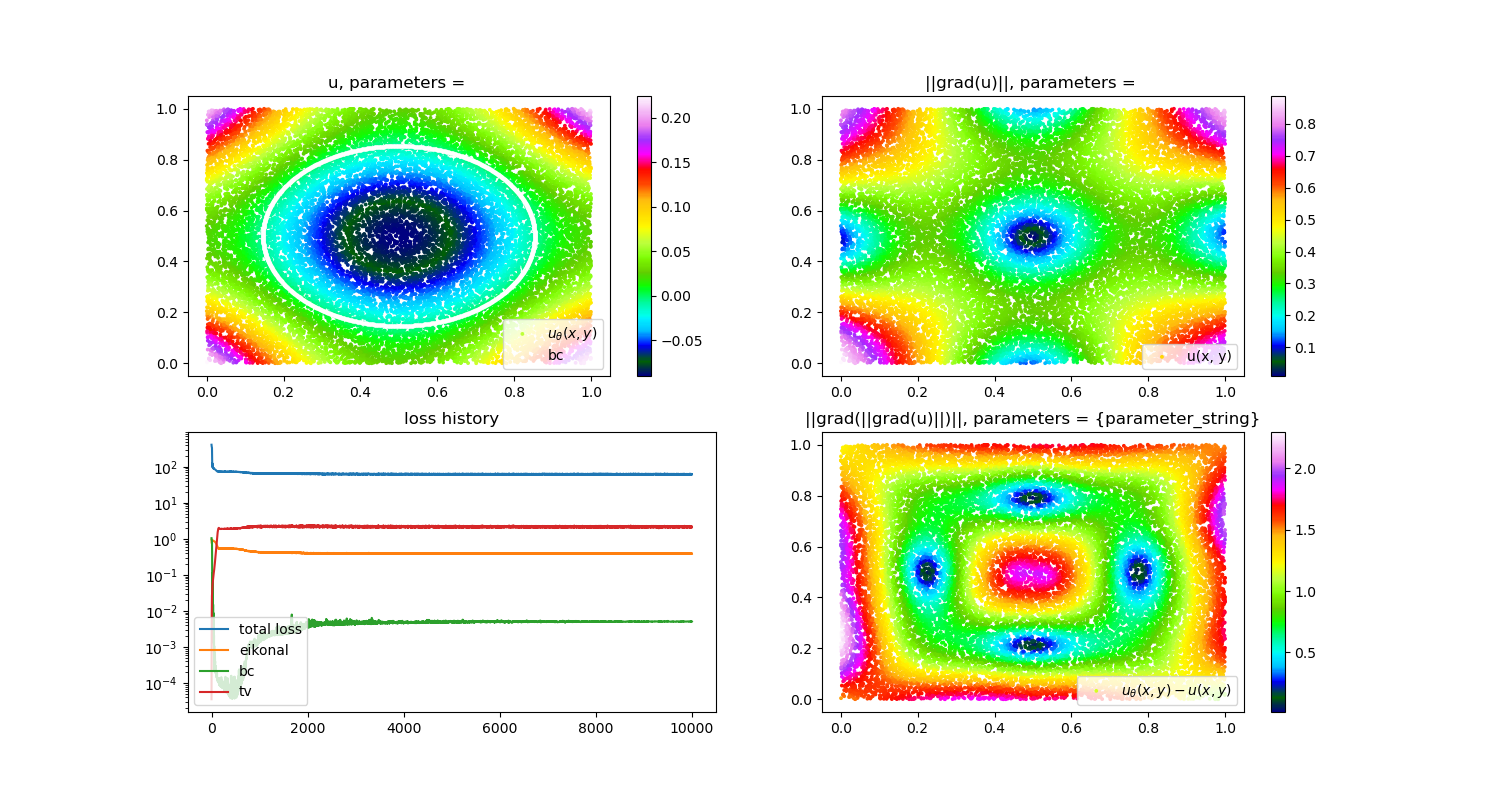 u, parameters =
1.0
0.8
0.6
0.4
0.2
0.0
0.0 0.2 0.4 0.6 0.8 1.0
u_θ(x, y)
bc
0.20
0.15
0.10
0.05
0.00
−0.05
||grad(u)||, parameters =
1.0
0.8
0.6
0.4
0.2
0.0
0.0 0.2 0.4 0.6 0.8 1.0
u(x, y)
0.8
0.7
0.6
0.5
0.4
0.3
0.2
0.1
loss history
10^2
10^1
10^0
10^−1
10^−2
10^−3
10^−4
0 2000 4000 6000 8000 10000
total loss
eikonal
bc
tv
||grad(||grad(u)||)||, parameters = {parameter_string}
1.0
0.8
0.6
0.4
0.2
0.0
0.0 0.2 0.4 0.6 0.8 1.0
u_θ(x, y) − u(x, y)
2.0
1.5
1.0
0.5